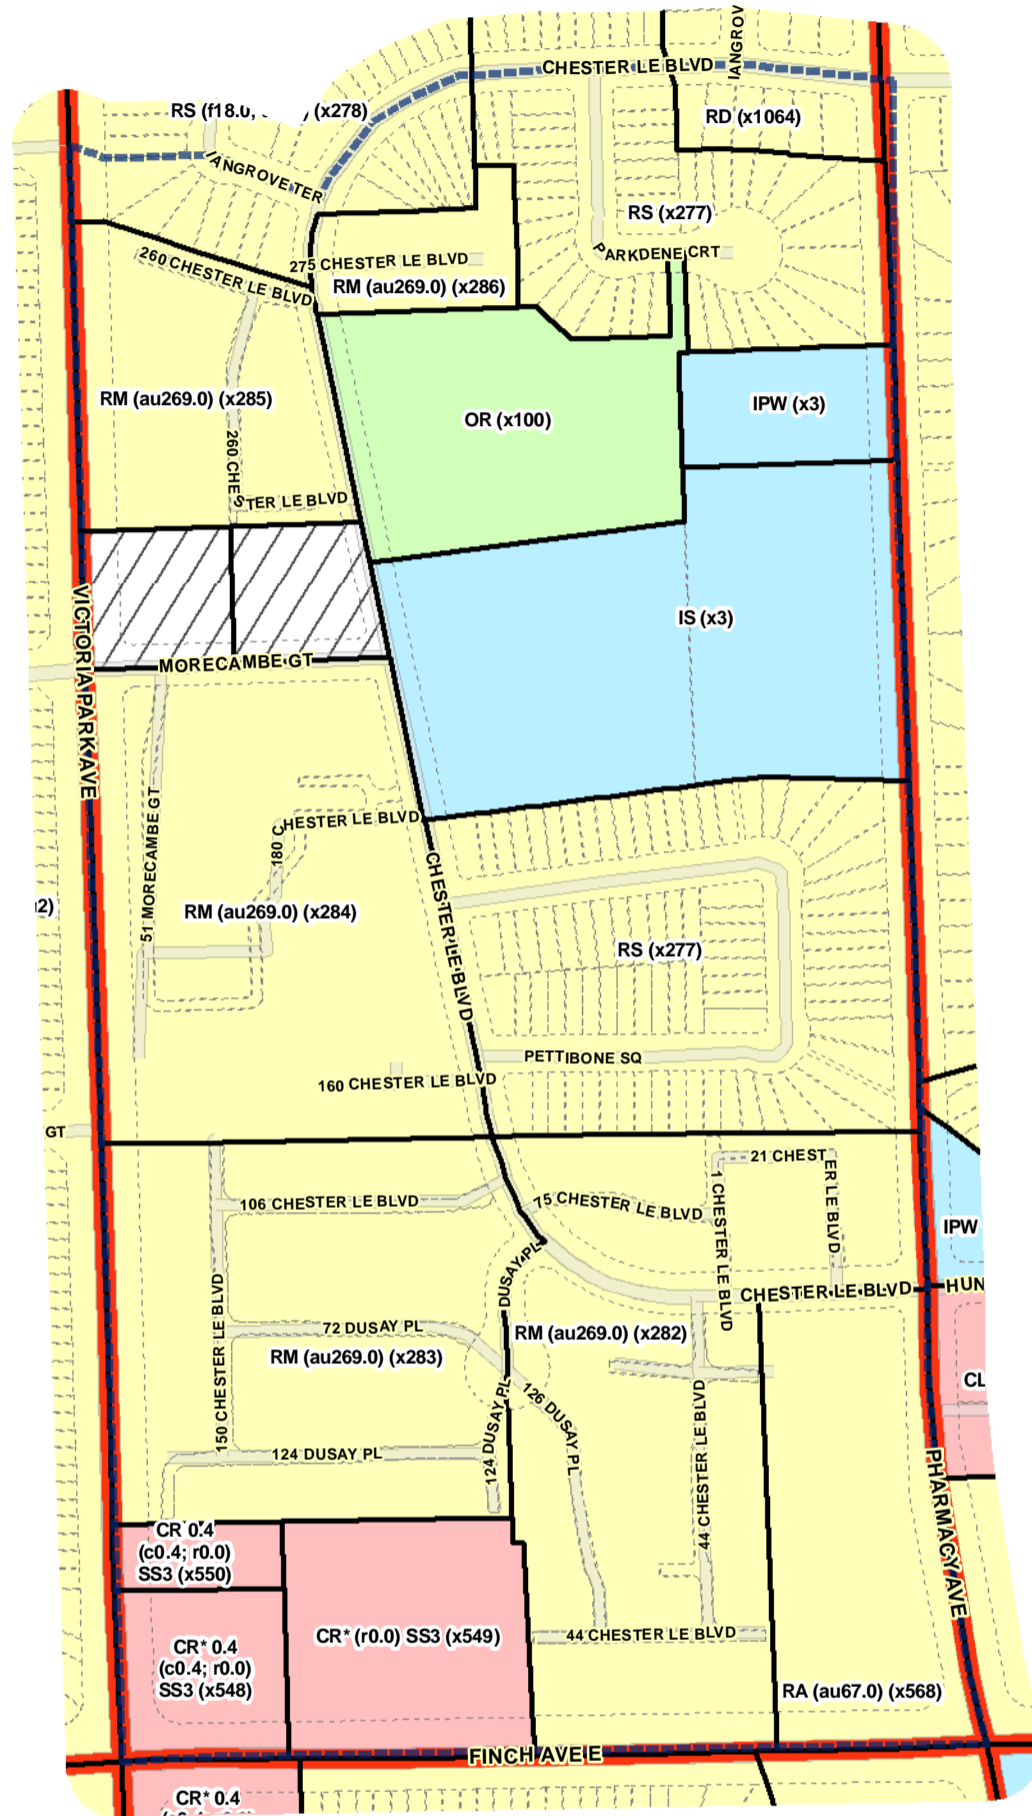 IANGROV
CHESTER LE BLVD
RS (f18.0; (x278)
RD (x1064)
IANGROVE TER
RS (x277)
PARKDENE CRT
260 CHESTER LE BLVD
275 CHESTER LE BLVD
RM (au269.0) (x286)
RM (au269.0) (x285)
OR (x100)
IPW (x3)
260 CHESTER LE BLVD
VICTORIA PARK AVE
IS (x3)
MORECAMBE GT
51 MORECAMBE GT
180 CHESTER LE BLVD
CHESTER LE BLVD
2)
RM (au269.0) (x284)
RS (x277)
PETTIBONE SQ
160 CHESTER LE BLVD
GT
21 CHESTER LE BLVD
106 CHESTER LE BLVD
75 CHESTER LE BLVD
1 CHESTER LE BLVD
IPW
DUSAY PL
CHESTER LE BLVD
HUN
150 CHESTER LE BLVD
72 DUSAY PL
RM (au269.0) (x282)
RM (au269.0) (x283)
CL
124 DUSAY PL
126 DUSAY PL
44 CHESTER LE BLVD
124 DUSAY PL
PHARMACY AVE
CR 0.4
(c0.4; r0.0)
SS3 (x550)
CR* 0.4
(c0.4; r0.0)
SS3 (x548)
CR* (r0.0) SS3 (x549)
44 CHESTER LE BLVD
RA (au67.0) (x568)
FINCH AVE E
CR* 0.4